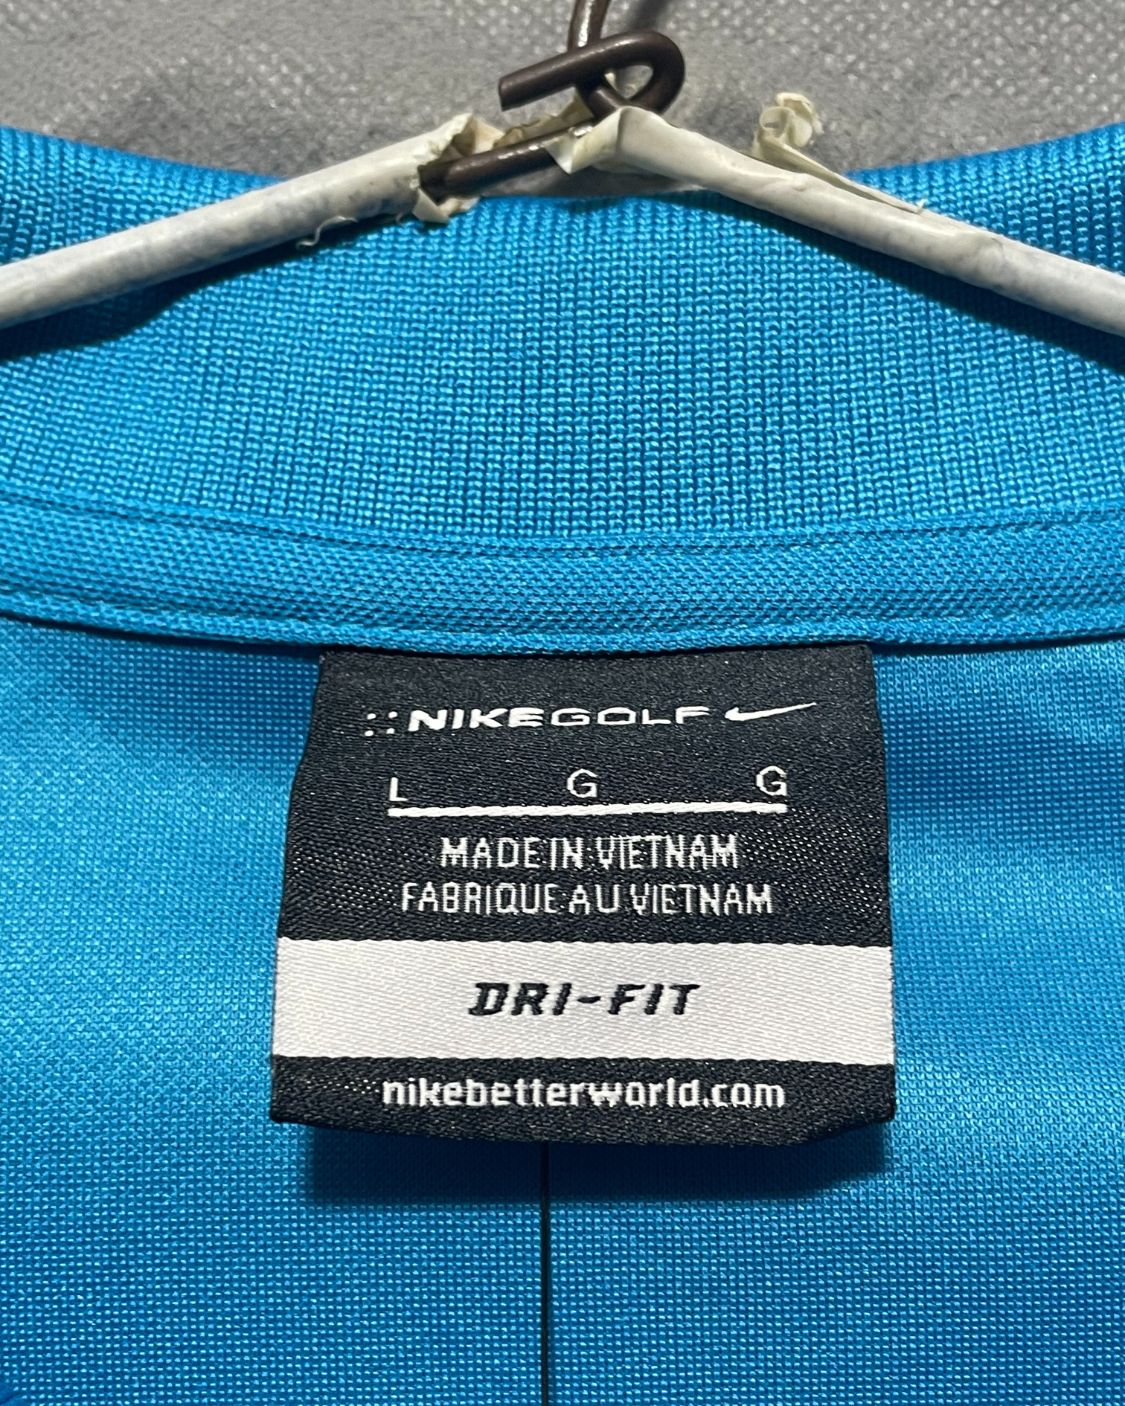 NIKEGOLF
L G G
MADE IN VIETNAM
FABRIQUE AU VIETNAM
DRI-FIT
nikebetterworld.com